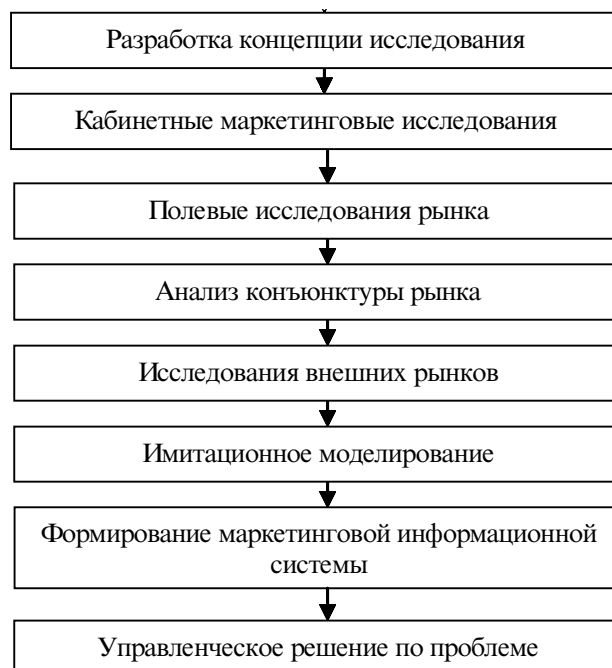 Разработка концепции исследования
Кабинетные маркетинговые исследования
Полевые исследования рынка
Анализ конъюнктуры рынка
Исследования внешних рынков
Имитационное моделирование
Формирование маркетинговой информационной
системы
Управленческое решение по проблеме